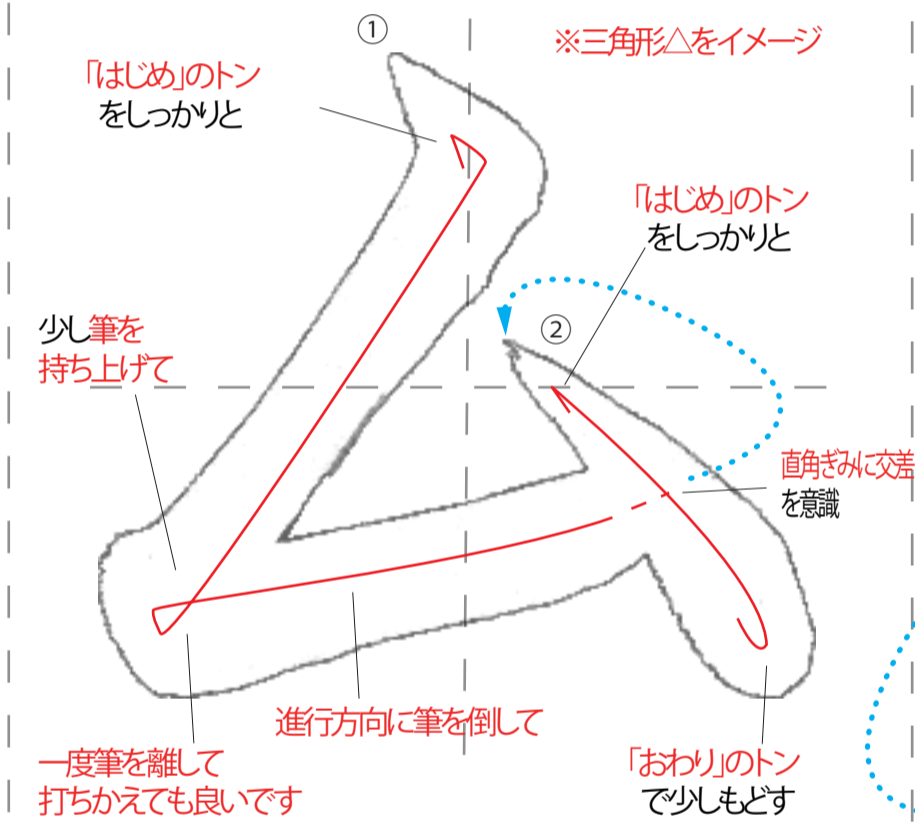 ①
※三角形△をイメージ
「はじめ」のトン
をしっかりと
「はじめ」のトン
をしっかりと
②
少し筆を
持ち上げて
直角ぎみに交差
を意識
進行方向に筆を倒して
一度筆を離して
打ちかえても良いです
「おわり」のトン
で少しもどす